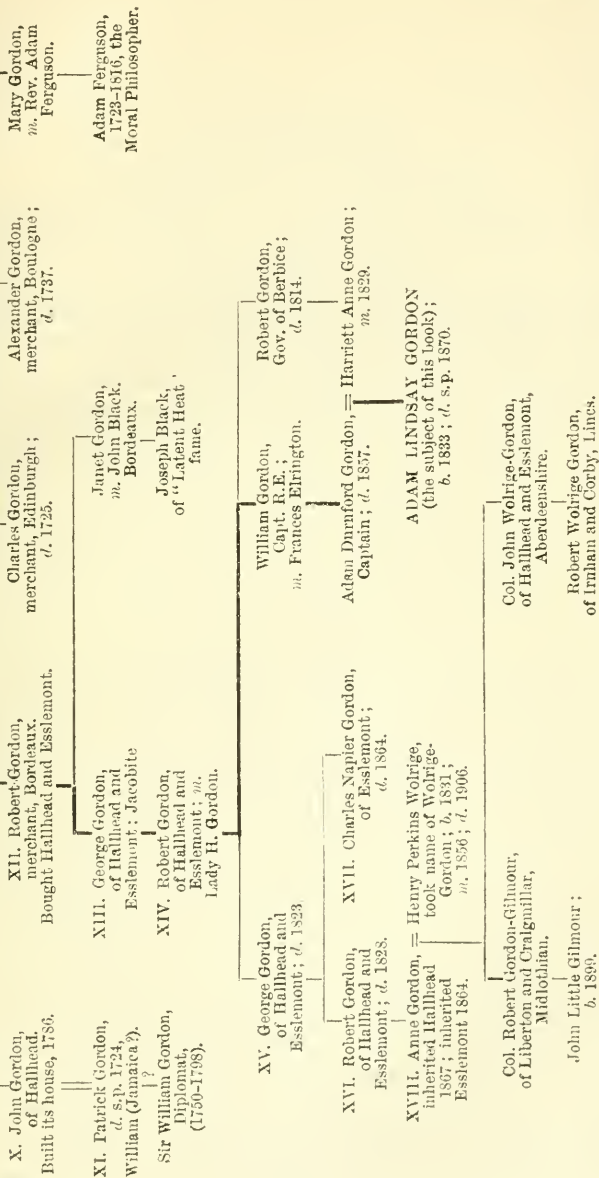 X. John Gordon,
of Hallhead.
Built its house, 1786.
XII. Robert Gordon,
merchant, Bordeaux.
Bought Hallhead and Esslemont.
Charles Gordon,
merchant, Edinburgh;
d. 1725.
Alexander Gordon,
merchant, Boulogne;
d. 1737.
Mary Gordon,
m. Rev. Adam
Ferguson.
XI. Patrick Gordon,
d. s.p. 1724,
William (Jamaica?).
XIII. George Gordon,
of Hallhead and
Esslemont; Jacobite
Janet Gordon,
m. John Black.
Bordeaux.
Adam Ferguson,
1723–1816, the
Moral Philosopher.
?
Sir William Gordon,
Diplomat,
(1750-1798).
XIV. Robert Gordon,
of Hallhead and
Esslemont; m.
Lady H. Gordon.
Joseph Black,
of "Latent Heat'
fame.
XV. George Gordon,
of Hallhead and
Esslemont; d. 1823
William Gordon,
Capt. R.E.;
m. Frances Elrington.
Robert Gordon,
Gov. of Berbice;
d. 1814.
XVI. Robert Gordon,
of Hallhead and
Esslemont; d. 1828.
XVII. Charles Napier Gordon,
of Esslemont;
d. 1864.
Adam Durnford Gordon, = Harriett Anne Gordon;
Captain; d. 1857.
m. 1829.
XVIII. Anne Gordon, = Henry Perkins Wolrige,
inherited Hallhead
1867; inherited
Esslemont 1864.
took name of Wolrige-
Gordon; b. 1831;
m. 1856; d. 1906.
ADAM LINDSAY GORDON
(the subject of this book);
b. 1833; d. s.p. 1870.
Col. Robert Gordon-Gilmour,
of Liberton and Craigmillar,
Midlothian.
Col. John Wolrige-Gordon,
of Hallhead and Esslemont,
Aberdeenshire.
John Little Gilmour;
b. 1899.
Robert Wolrige Gordon,
of Irnham and Corby, Lincs.